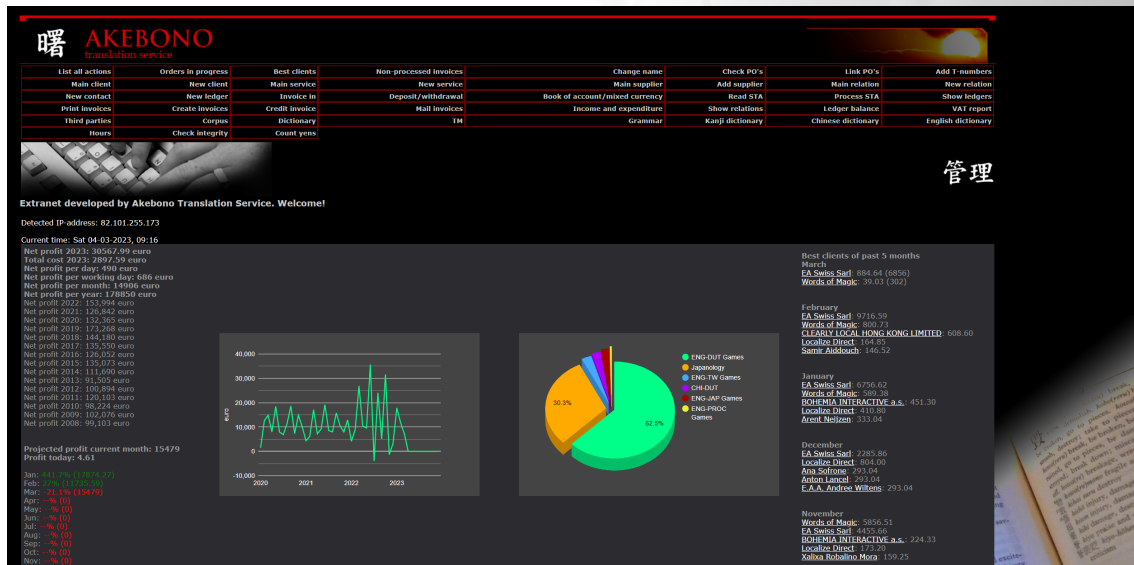 曙 AKEBONO
translation service
List all actions Orders in progress Best clients Non-processed invoices Change name Check PO's Link PO's Add T-numbers
Main client New client Main service New service Main supplier Add supplier Main relation New relation
New contact New ledger Invoice in Deposit/withdrawal Book of account/mixed currency Read STA Process STA Show ledgers
Print invoices Create invoices Credit invoice Mail invoices Income and expenditure Show relations Ledger balance VAT report
Third parties Corpus Dictionary TM Grammar Kanji dictionary Chinese dictionary English dictionary
Hours Check integrity Count yens
管理
Extranet developed by Akebono Translation Service. Welcome!
Detected IP-address: 82.101.255.173
Current time: Sat 04-03-2023, 09:16
Net profit 2023: 30567.99 euro
Total cost 2023: 2897.59 euro
Net profit per day: 490 euro
Net profit per working day: 686 euro
Net profit per month: 14906 euro
Net profit per year: 178850 euro
Net profit 2022: 153,994 euro
Net profit 2021: 126,842 euro
Net profit 2020: 132,365 euro
Net profit 2019: 173,268 euro
Net profit 2018: 144,180 euro
Net profit 2017: 135,550 euro
Net profit 2016: 126,052 euro
Net profit 2015: 135,073 euro
Net profit 2014: 111,690 euro
Net profit 2013: 91,505 euro
Net profit 2012: 100,894 euro
Net profit 2011: 120,103 euro
Net profit 2010: 98,224 euro
Net profit 2009: 102,076 euro
Net profit 2008: 99,103 euro
Projected profit current month: 15479
Profit today: 4.61
Jan: 441.7% (17874.27)
Feb: 27% (11735.59)
Mar: -21.1% (15479)
Apr: --% (0)
May: --% (0)
Jun: --% (0)
Jul: --% (0)
Aug: --% (0)
Sep: --% (0)
Oct: --% (0)
Nov: --% (0)
40,000
30,000
20,000
10,000
0
-10,000
euro
2020 2021 2022 2023
30.3%
62.5%
ENG-DUT Games
Japanology
ENG-TW Games
CHI-DUT
ENG-JAP Games
ENG-PROC
Games
Best clients of past 5 months
March
EA Swiss Sarl: 884.64 (6856)
Words of Magic: 39.03 (302)
February
EA Swiss Sarl: 9716.59
Words of Magic: 800.73
CLEARLY LOCAL HONG KONG LIMITED: 608.60
Localize Direct: 164.85
Samir Aiddouch: 146.52
January
EA Swiss Sarl: 6756.62
Words of Magic: 589.38
BOHEMIA INTERACTIVE a.s.: 451.30
Localize Direct: 410.80
Arent Neijzen: 333.04
December
EA Swiss Sarl: 2285.86
Localize Direct: 804.00
Ana Sofrone: 293.04
Anton Lancel: 293.04
E.A.A. Andree Wiltens: 293.04
November
Words of Magic: 5856.51
EA Swiss Sarl: 4455.66
BOHEMIA INTERACTIVE a.s.: 224.33
Localize Direct: 173.20
Xalixa Robalino Mora: 159.25